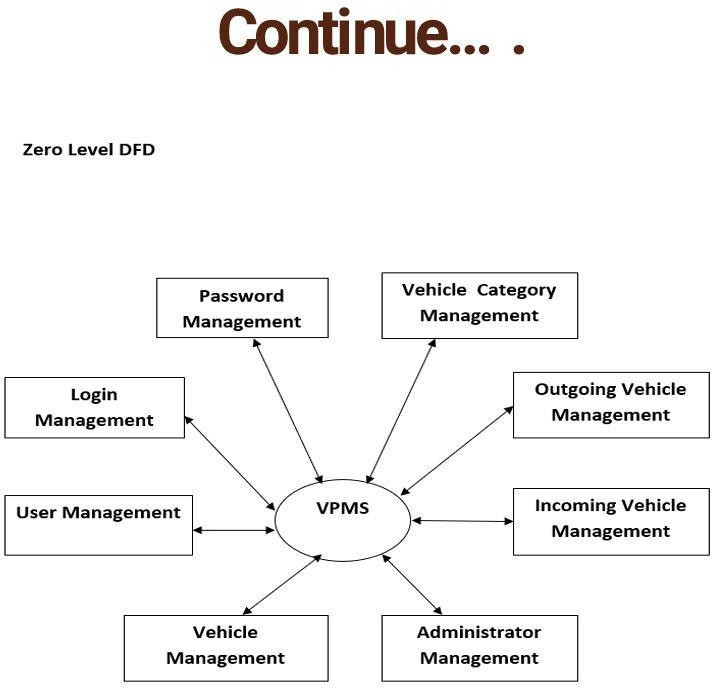 Continue... .
Zero Level DFD
Password
Management
Vehicle Category
Management
Login
Management
Outgoing Vehicle
Management
User Management
VPMS
Incoming Vehicle
Management
Vehicle
Management
Administrator
Management